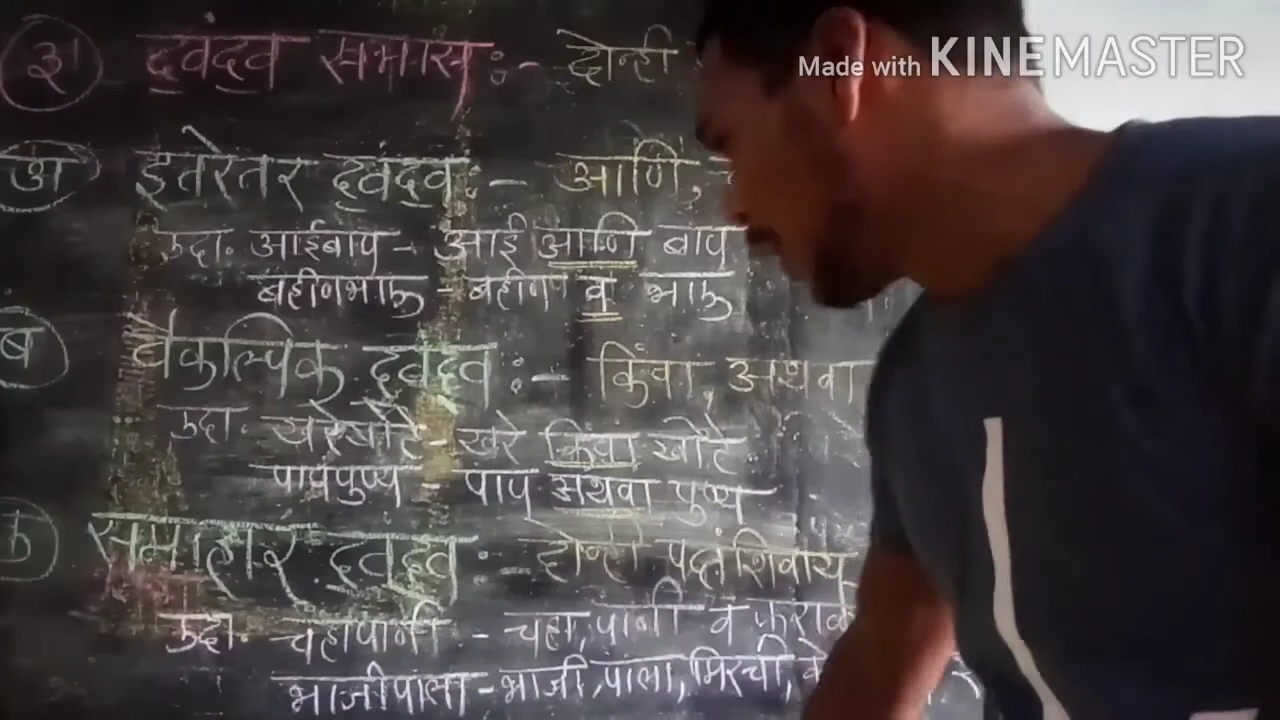 ३) द्वंद्व समास :- दोन्ही
Made with KINEMASTER
अ) इतरेतर द्वंद्व :- आणि,
उदा. आईबाप - आई आणि बाप
बहीणभाऊ - बहीण व भाऊ
ब) वैकल्पिक द्वंद्व :- किंवा, अथवा
उदा. खरेखोटे - खरे किंवा खोटे
पापपुण्य - पाप अथवा पुण्य
क) समाहार द्वंद्व :- दोन्ही पदांशिवाय
उदा. चहापाणी - चहा, पाणी व फराळ
भाजीपाला - भाजी, पाला, मिरची,